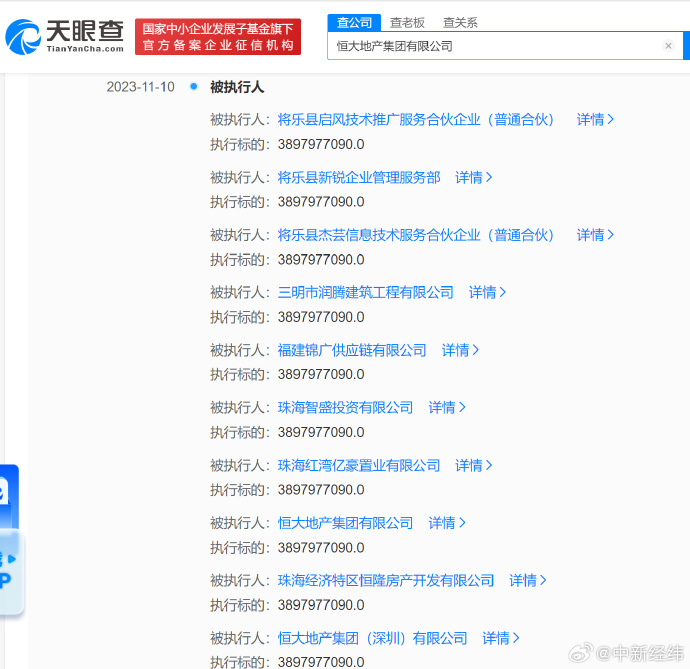 天眼查
TianYanCha.com
国家中小企业发展子基金旗下
官方备案企业征信机构
查公司 查老板 查关系
恒大地产集团有限公司 ×
2023-11-10 被执行人
被执行人：将乐县启风技术推广服务合伙企业（普通合伙） 详情>
执行标的：3897977090.0
被执行人：将乐县新锐企业管理服务部 详情>
执行标的：3897977090.0
被执行人：将乐县杰芸信息技术服务合伙企业（普通合伙） 详情>
执行标的：3897977090.0
被执行人：三明市润腾建筑工程有限公司 详情>
执行标的：3897977090.0
被执行人：福建锦广供应链有限公司 详情>
执行标的：3897977090.0
被执行人：珠海智盛投资有限公司 详情>
执行标的：3897977090.0
被执行人：珠海红湾亿豪置业有限公司 详情>
执行标的：3897977090.0
被执行人：恒大地产集团有限公司 详情>
执行标的：3897977090.0
被执行人：珠海经济特区恒隆房产开发有限公司 详情>
执行标的：3897977090.0
被执行人：恒大地产集团（深圳）有限公司 详情>
执行标的：3897977090.0
@中新经纬